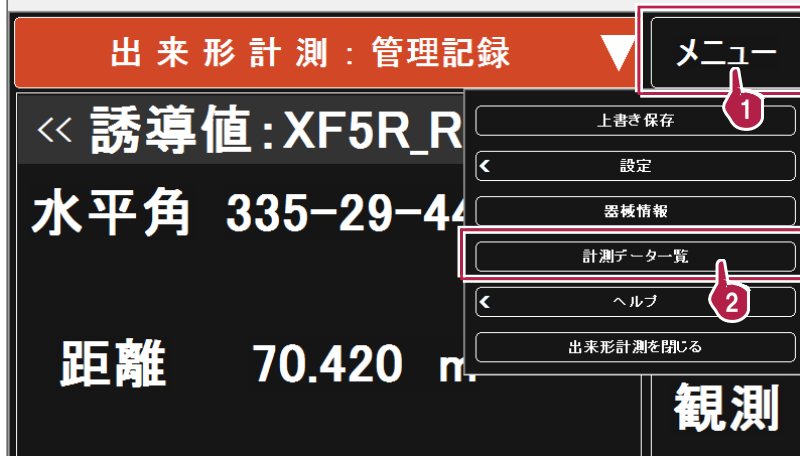 出来形計測:管理記録 ▼
メニュー
1
<< 誘導値:XF5R_R
上書き保存
< 設定
水平角 335-29-44
器械情報
計測データ一覧
2
< ヘルプ
出来形計測を閉じる
距離 70.420 m
観測